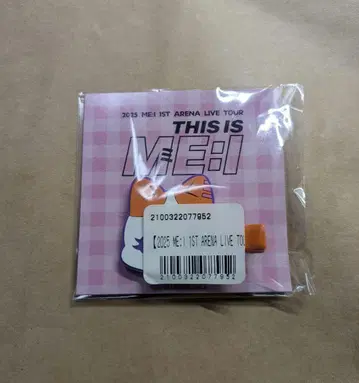 2025 ME:I 1ST ARENA LIVE TOUR
THIS IS
ME:I
2100322077952
【2025 ME:I 1ST ARENA LIVE TOU
2100322077952